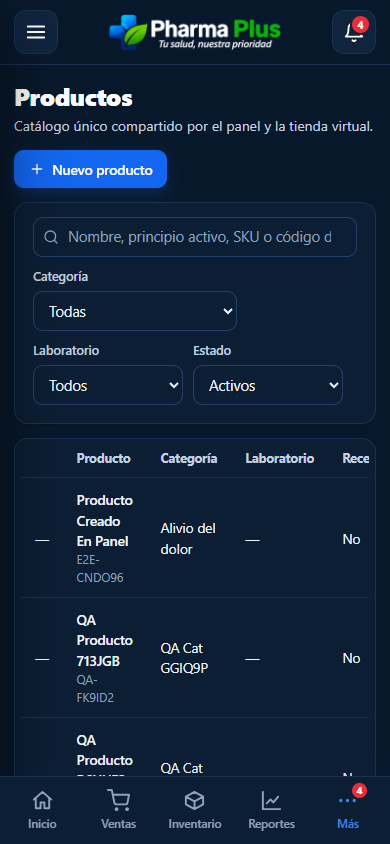 Pharma Plus
Tu salud, nuestra prioridad
4
Productos
Catálogo único compartido por el panel y la tienda virtual.
+ Nuevo producto
Nombre, principio activo, SKU o código d
Categoría
Todas
Laboratorio Estado
Todos Activos
Producto Categoría Laboratorio Rece
Producto
Creado
En Panel
E2E-
CNDO96
—
Alivio del
dolor
—
No
QA
Producto
713JGB
QA-
FK9ID2
—
QA Cat
GGIQ9P
—
No
QA
Producto
QA Cat
4
Inicio Ventas Inventario Reportes Más